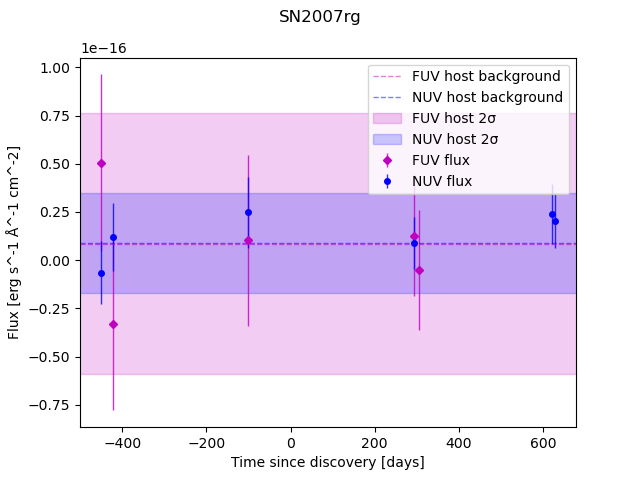 SN2007rg
1e−16
FUV host background
NUV host background
FUV host 2σ
NUV host 2σ
FUV flux
NUV flux
1.00
0.75
0.50
0.25
0.00
−0.25
−0.50
−0.75
Flux [erg s^-1 Å^-1 cm^-2]
−400
−200
0
200
400
600
Time since discovery [days]